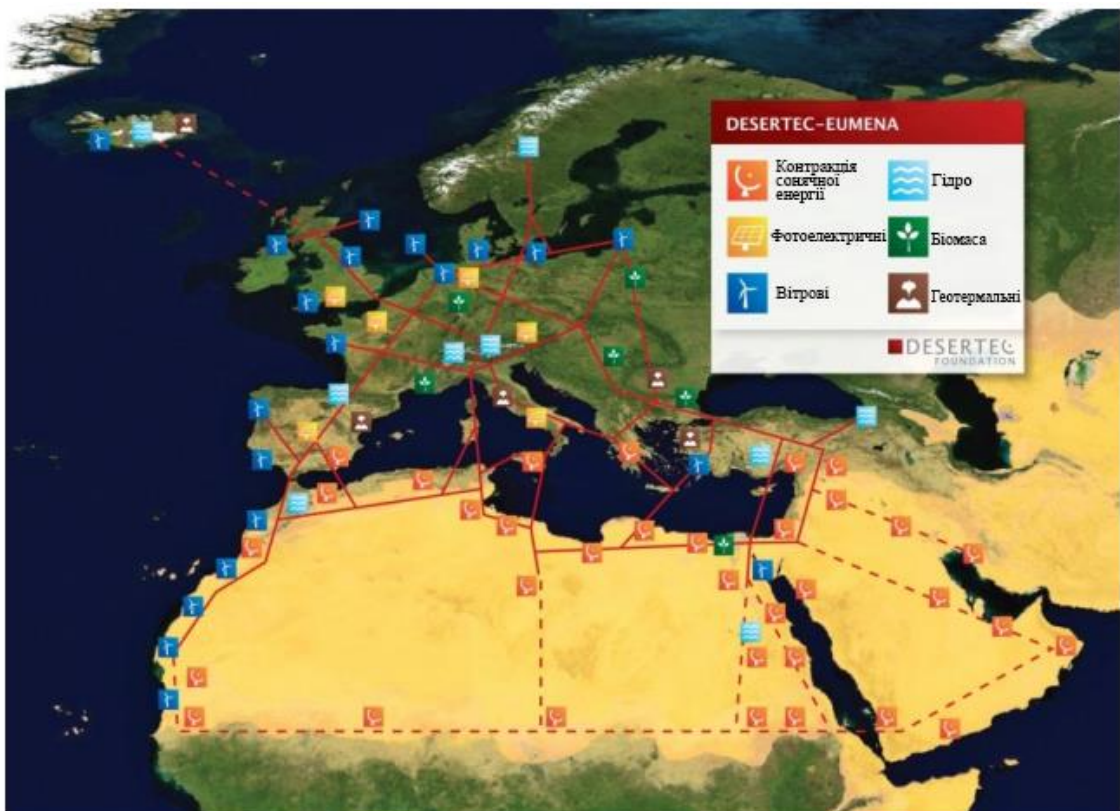 DESERTEC-EUMENA
Контракція
сонячної
енергії
Гідро
Фотоелектричні
Біомаса
Вітрові
Геотермальні
DESERTEC
FOUNDATION